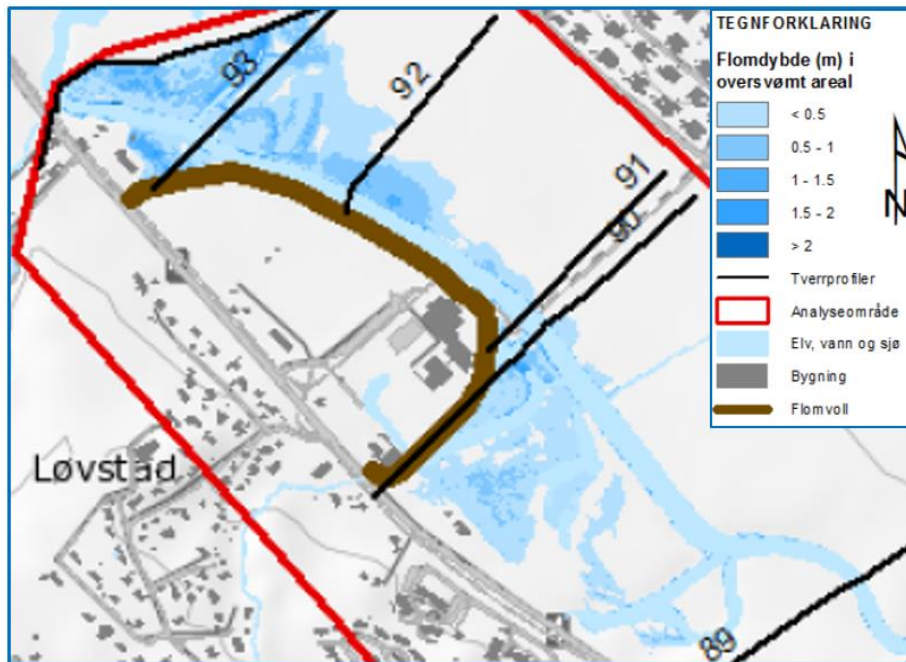 93
92
91
90
Løvstad
89
TEGNFORKLARING
Flomdybde (m) i
oversvømt areal
< 0.5
0.5 - 1
1 - 1.5
1.5 - 2
> 2
Tverrprofiler
Analyseområde
Elv, vann og sjø
Bygning
Flomvoll
N